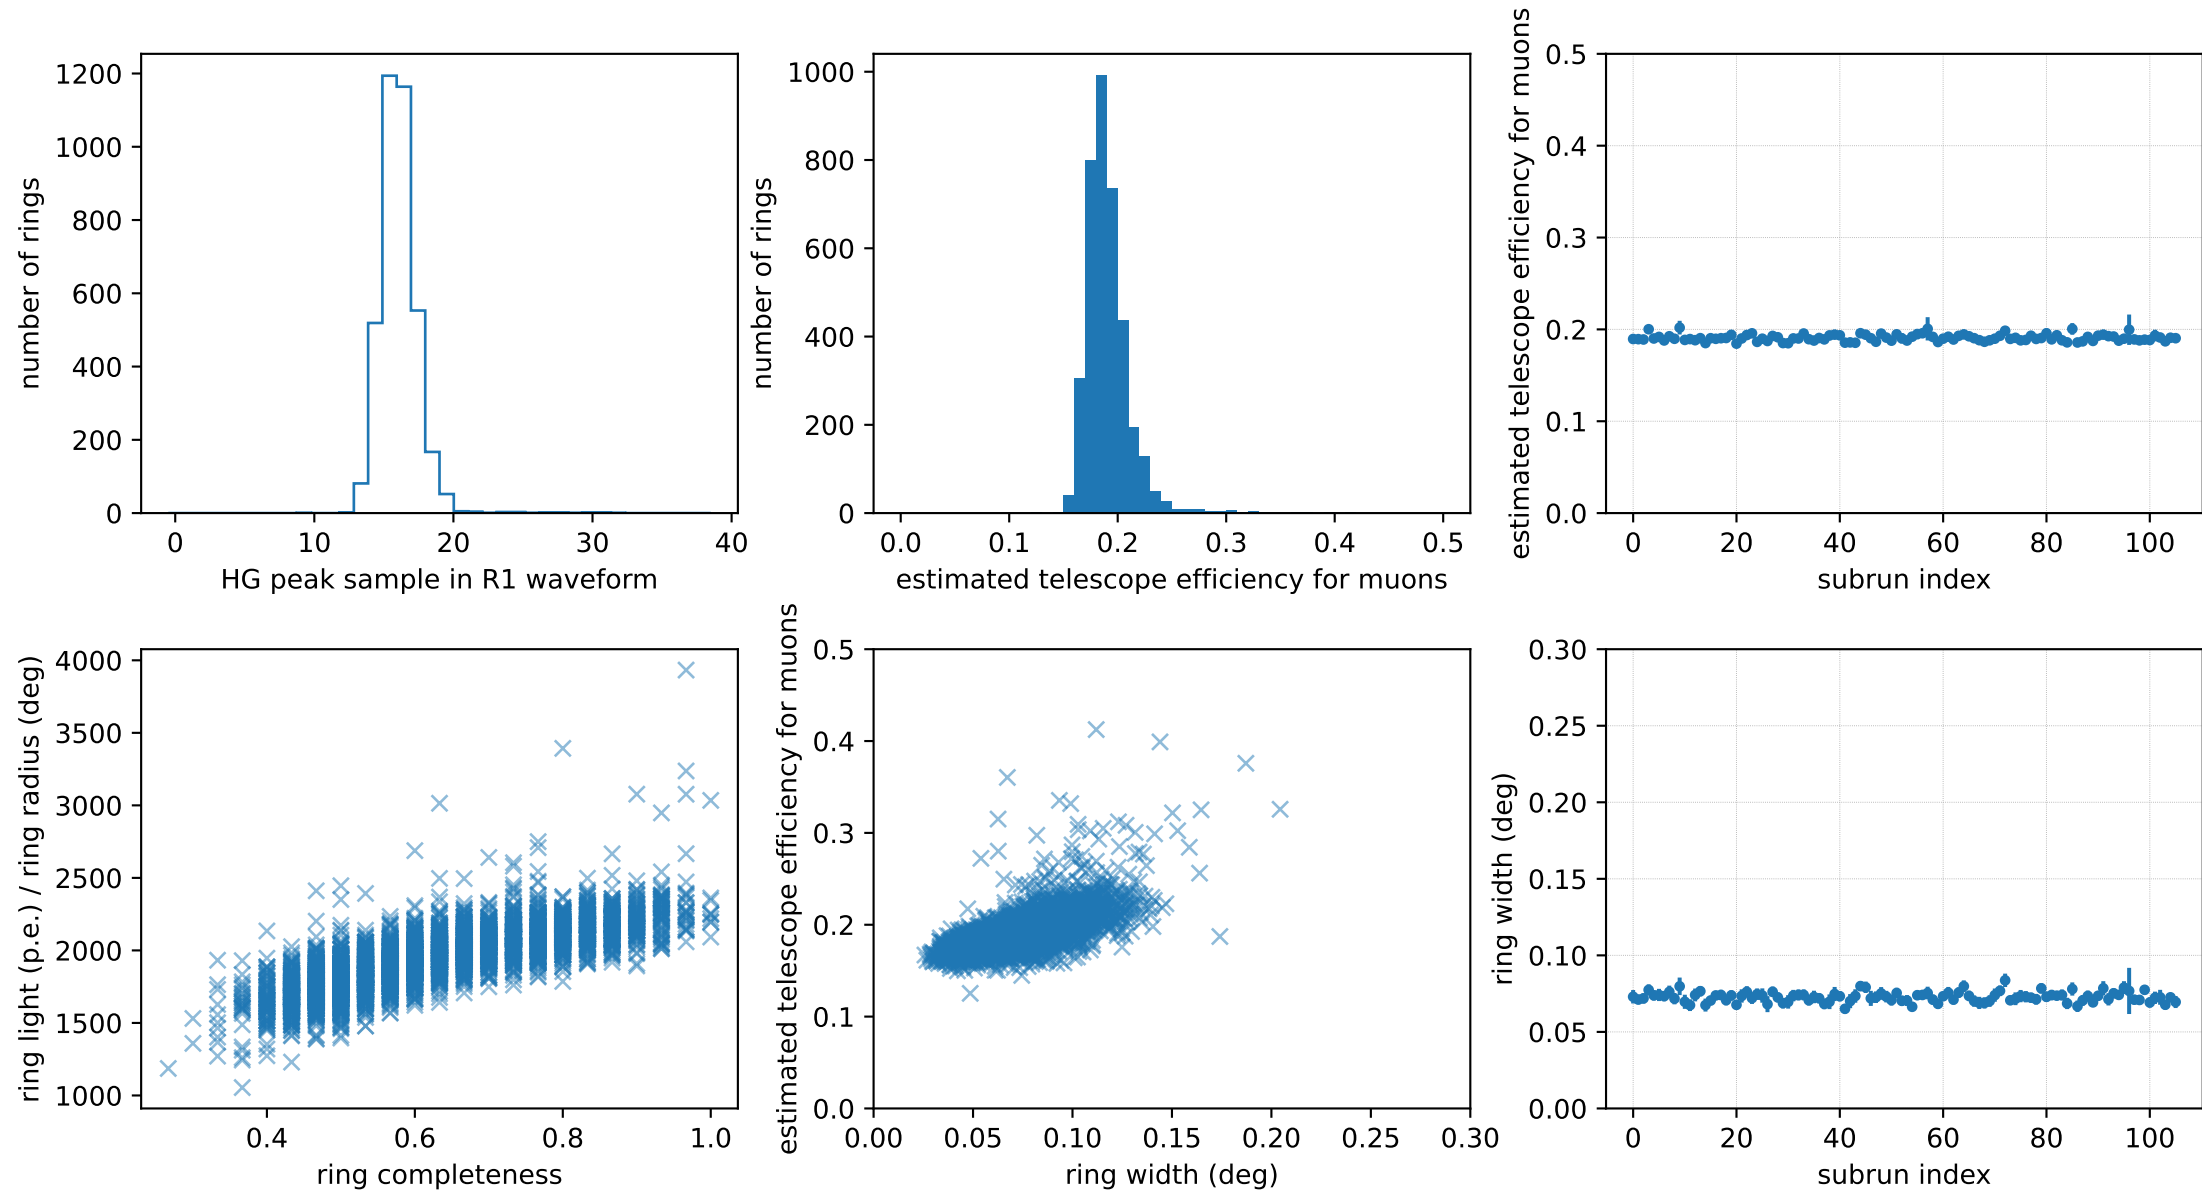 number of rings
1200
1000
800
600
400
200
0
0 10 20 30 40
HG peak sample in R1 waveform
number of rings
1000
800
600
400
200
0
0.0 0.1 0.2 0.3 0.4 0.5
estimated telescope efficiency for muons
estimated telescope efficiency for muons
0.5
0.4
0.3
0.2
0.1
0.0
0 20 40 60 80 100
subrun index
ring light (p.e.) / ring radius (deg)
4000
3500
3000
2500
2000
1500
1000
0.4 0.6 0.8 1.0
ring completeness
estimated telescope efficiency for muons
0.5
0.4
0.3
0.2
0.1
0.0
0.00 0.05 0.10 0.15 0.20 0.25 0.30
ring width (deg)
ring width (deg)
0.30
0.25
0.20
0.15
0.10
0.05
0.00
0 20 40 60 80 100
subrun index